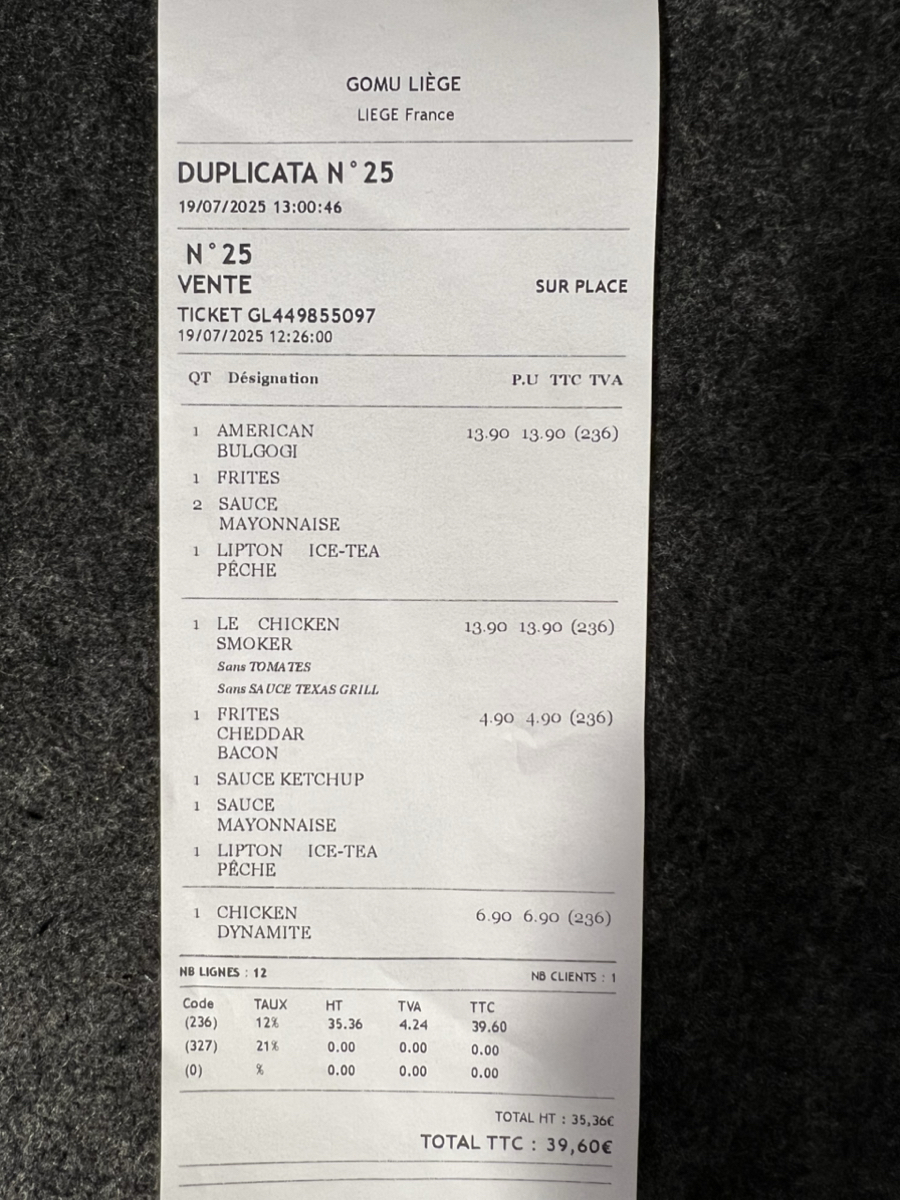 GOMU LIÈGE
LIEGE France
DUPLICATA N°25
19/07/2025 13:00:46
N°25
VENTE SUR PLACE
TICKET GL449855097
19/07/2025 12:26:00
QT Désignation P.U TTC TVA
1 AMERICAN 13.90 13.90 (236)
BULGOGI
1 FRITES
2 SAUCE
MAYONNAISE
1 LIPTON ICE-TEA
PÊCHE
1 LE CHICKEN 13.90 13.90 (236)
SMOKER
Sans TOMATES
Sans SAUCE TEXAS GRILL
1 FRITES 4.90 4.90 (236)
CHEDDAR
BACON
1 SAUCE KETCHUP
1 SAUCE
MAYONNAISE
1 LIPTON ICE-TEA
PÊCHE
1 CHICKEN 6.90 6.90 (236)
DYNAMITE
NB LIGNES : 12 NB CLIENTS : 1
Code TAUX HT TVA TTC
(236) 12% 35.36 4.24 39.60
(327) 21% 0.00 0.00 0.00
(0) % 0.00 0.00 0.00
TOTAL HT : 35,36€
TOTAL TTC : 39,60€